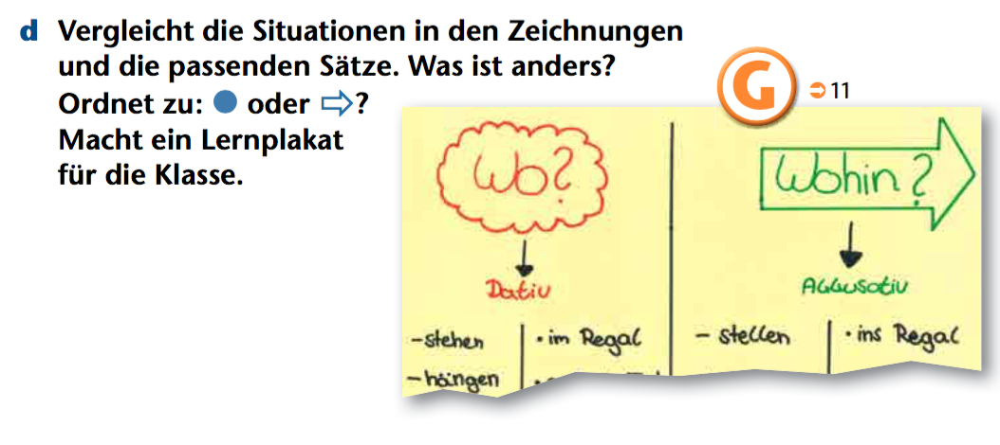 d Vergleicht die Situationen in den Zeichnungen
und die passenden Sätze. Was ist anders?
Ordnet zu: ● oder ⇨?
Macht ein Lernplakat
für die Klasse.
G ➲ 11
Wo?
Wohin?
Dativ
Akkusativ
- stehen • im Regal
- stellen • ins Regal
- hängen